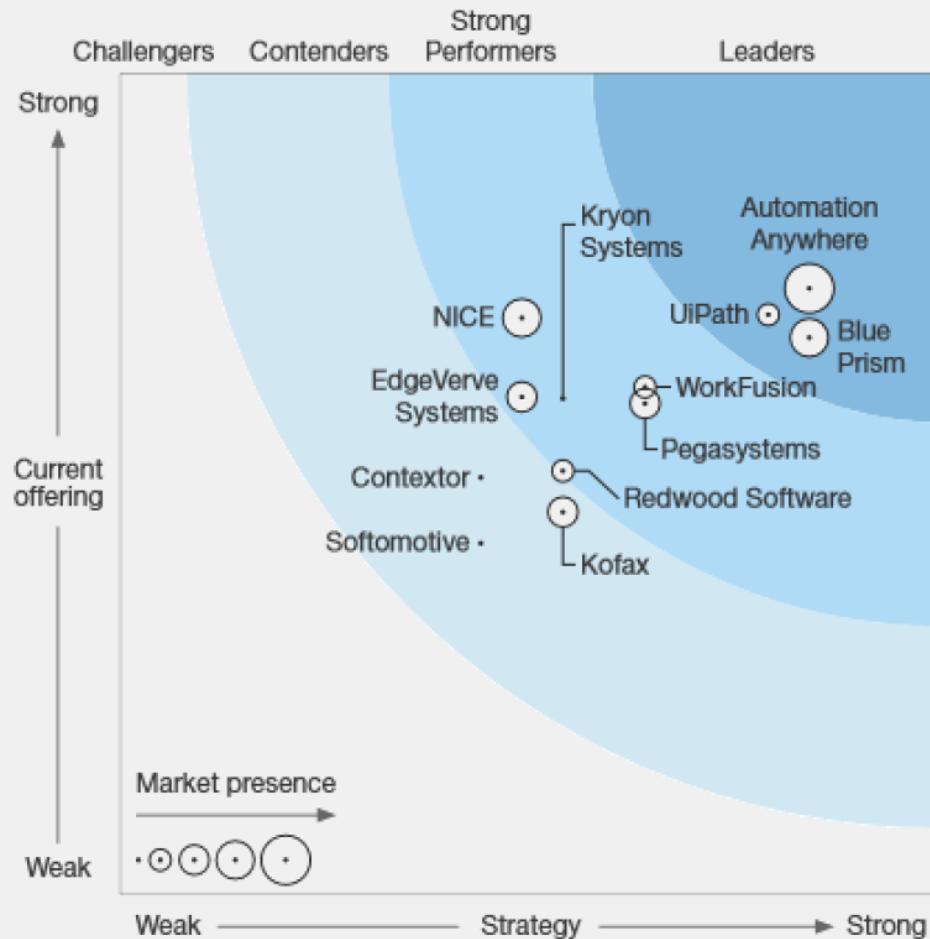 Strong
Challengers
Contenders
Performers
Leaders
Strong
Kryon
Systems
Automation
Anywhere
NICE
UiPath
Blue
Prism
EdgeVerve
Systems
WorkFusion
Pegasystems
Current
offering
Contextor
Redwood Software
Softomotive
Kofax
Market presence
Weak
Weak
Strategy
Strong